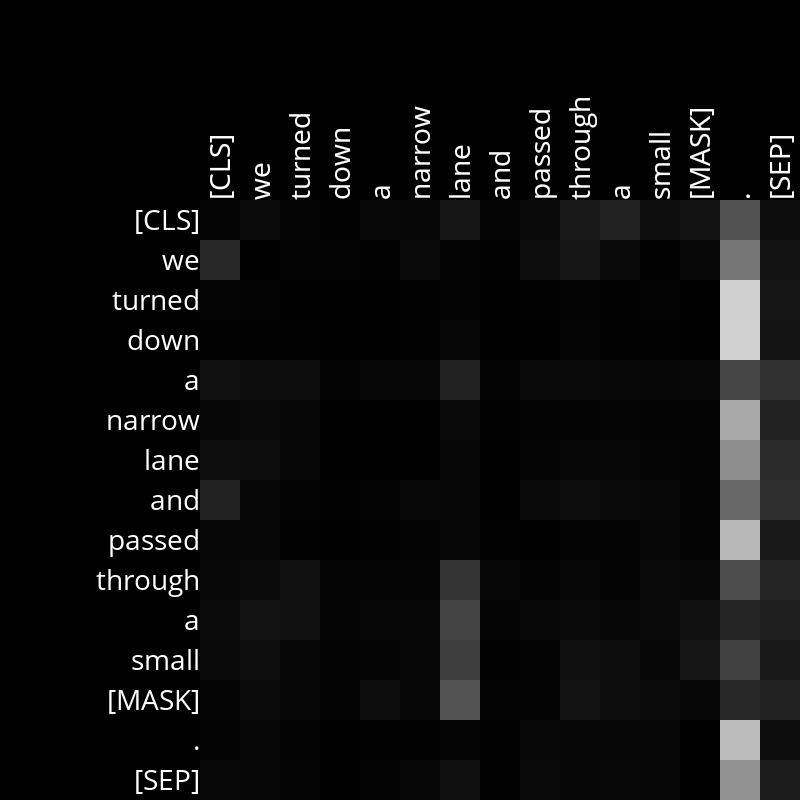 [CLS] we turned down a narrow lane and passed through a small [MASK] . [SEP]
[CLS]
we
turned
down
a
narrow
lane
and
passed
through
a
small
[MASK]
.
[SEP]